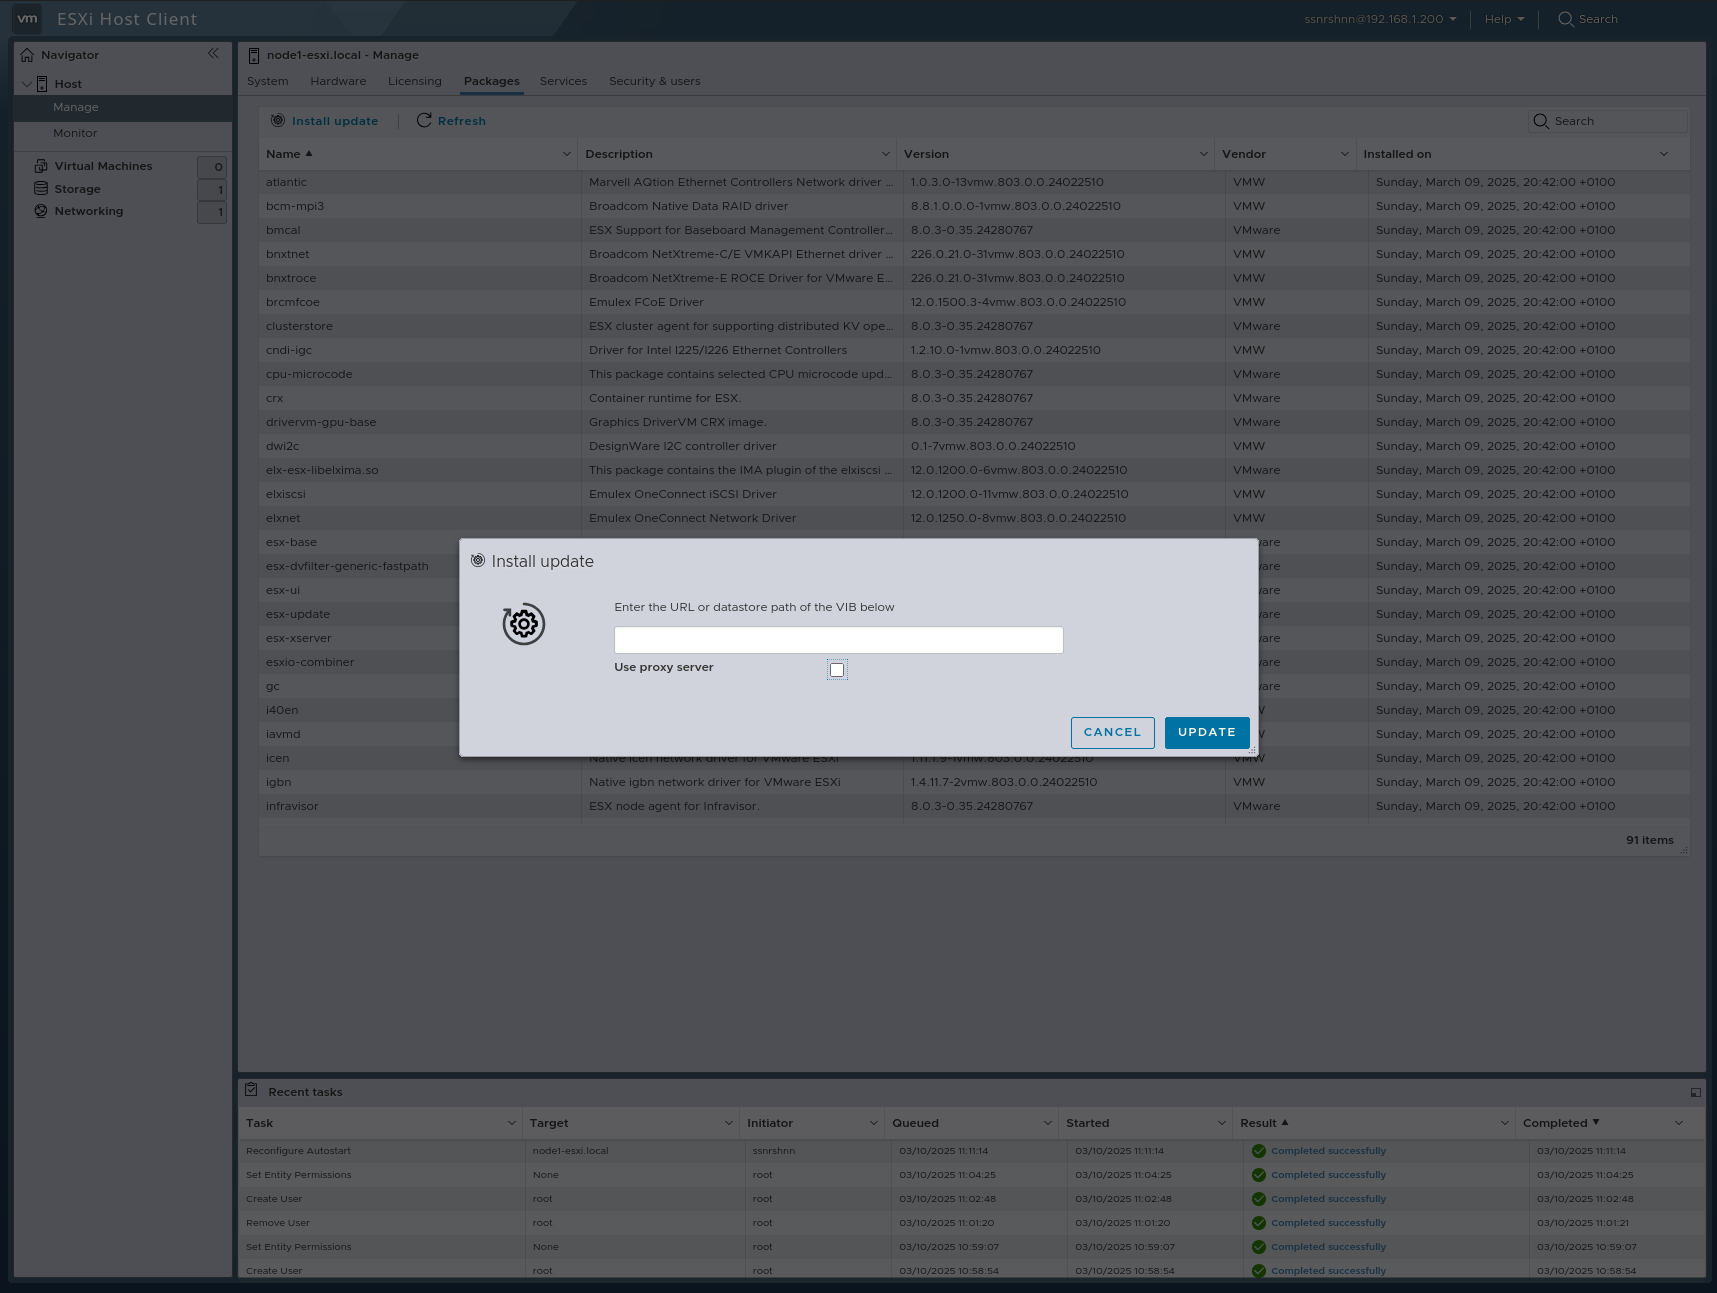 vm ESXi Host Client ssnrshnn@192.168.1.200 Help Search
Navigator
Host
Manage
Monitor
Virtual Machines 0
Storage 1
Networking 1
node1-esxi.local - Manage
System Hardware Licensing Packages Services Security & users
Install update Refresh Search
Name Description Version Vendor Installed on
atlantic Marvell AQtion Ethernet Controllers Network driver ... 1.0.3.0-13vmw.803.0.0.24022510 VMW Sunday, March 09, 2025, 20:42:00 +0100
bcm-mpi3 Broadcom Native Data RAID driver 8.8.1.0.0.0-1vmw.803.0.0.24022510 VMW Sunday, March 09, 2025, 20:42:00 +0100
bmcal ESX Support for Baseboard Management Controller... 8.0.3-0.35.24280767 VMware Sunday, March 09, 2025, 20:42:00 +0100
bnxtnet Broadcom NetXtreme-C/E VMKAPI Ethernet driver ... 226.0.21.0-31vmw.803.0.0.24022510 VMW Sunday, March 09, 2025, 20:42:00 +0100
bnxtroce Broadcom NetXtreme-E ROCE Driver for VMware E... 226.0.21.0-31vmw.803.0.0.24022510 VMW Sunday, March 09, 2025, 20:42:00 +0100
brcmfcoe Emulex FCoE Driver 12.0.1500.3-4vmw.803.0.0.24022510 VMW Sunday, March 09, 2025, 20:42:00 +0100
clusterstore ESX cluster agent for supporting distributed KV ope... 8.0.3-0.35.24280767 VMware Sunday, March 09, 2025, 20:42:00 +0100
cndi-igc Driver for Intel I225/I226 Ethernet Controllers 1.2.10.0-1vmw.803.0.0.24022510 VMW Sunday, March 09, 2025, 20:42:00 +0100
cpu-microcode This package contains selected CPU microcode upd... 8.0.3-0.35.24280767 VMware Sunday, March 09, 2025, 20:42:00 +0100
crx Container runtime for ESX. 8.0.3-0.35.24280767 VMware Sunday, March 09, 2025, 20:42:00 +0100
drivervm-gpu-base Graphics DriverVM CRX image. 8.0.3-0.35.24280767 VMware Sunday, March 09, 2025, 20:42:00 +0100
dwi2c DesignWare I2C controller driver 0.1-7vmw.803.0.0.24022510 VMW Sunday, March 09, 2025, 20:42:00 +0100
elx-esx-libelxima.so This package contains the IMA plugin of the elxiscsi ... 12.0.1200.0-6vmw.803.0.0.24022510 VMware Sunday, March 09, 2025, 20:42:00 +0100
elxiscsi Emulex OneConnect iSCSI Driver 12.0.1200.0-11vmw.803.0.0.24022510 VMW Sunday, March 09, 2025, 20:42:00 +0100
elxnet Emulex OneConnect Network Driver 12.0.1250.0-8vmw.803.0.0.24022510 VMW Sunday, March 09, 2025, 20:42:00 +0100
esx-base are Sunday, March 09, 2025, 20:42:00 +0100
esx-dvfilter-generic-fastpath are Sunday, March 09, 2025, 20:42:00 +0100
esx-ui are Sunday, March 09, 2025, 20:42:00 +0100
esx-update are Sunday, March 09, 2025, 20:42:00 +0100
esx-xserver are Sunday, March 09, 2025, 20:42:00 +0100
esxio-combiner are Sunday, March 09, 2025, 20:42:00 +0100
gc are Sunday, March 09, 2025, 20:42:00 +0100
i40en Sunday, March 09, 2025, 20:42:00 +0100
iavmd Sunday, March 09, 2025, 20:42:00 +0100
icen Native icen network driver for VMware ESXi 1.11.1.9-1vmw.803.0.0.24022510 VMW Sunday, March 09, 2025, 20:42:00 +0100
igbn Native igbn network driver for VMware ESXi 1.4.11.7-2vmw.803.0.0.24022510 VMW Sunday, March 09, 2025, 20:42:00 +0100
infravisor ESX node agent for Infravisor. 8.0.3-0.35.24280767 VMware Sunday, March 09, 2025, 20:42:00 +0100
91 items
Install update
Enter the URL or datastore path of the VIB below
Use proxy server
CANCEL UPDATE
Recent tasks
Task Target Initiator Queued Started Result Completed
Reconfigure Autostart node1-esxi.local ssnrshnn 03/10/2025 11:11:14 03/10/2025 11:11:14 Completed successfully 03/10/2025 11:11:14
Set Entity Permissions None root 03/10/2025 11:04:25 03/10/2025 11:04:25 Completed successfully 03/10/2025 11:04:25
Create User root root 03/10/2025 11:02:48 03/10/2025 11:02:48 Completed successfully 03/10/2025 11:02:48
Remove User root root 03/10/2025 11:01:20 03/10/2025 11:01:20 Completed successfully 03/10/2025 11:01:21
Set Entity Permissions None root 03/10/2025 10:59:07 03/10/2025 10:59:07 Completed successfully 03/10/2025 10:59:07
Create User root root 03/10/2025 10:58:54 03/10/2025 10:58:54 Completed successfully 03/10/2025 10:58:54